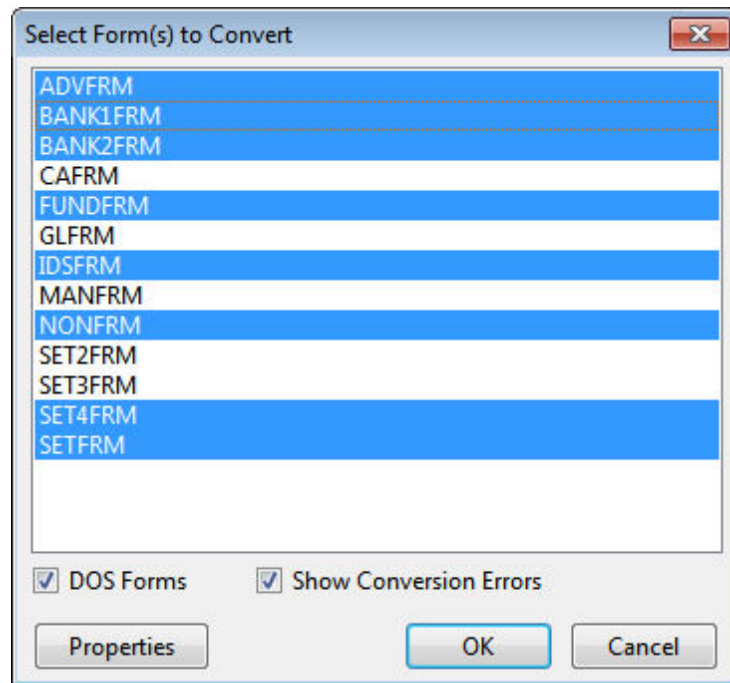 Select Form(s) to Convert
ADVFRM
BANK1FRM
BANK2FRM
CAFRM
FUNDFRM
GLFRM
IDSFRM
MANFRM
NONFRM
SET2FRM
SET3FRM
SET4FRM
SETFRM
DOS Forms Show Conversion Errors
Properties OK Cancel